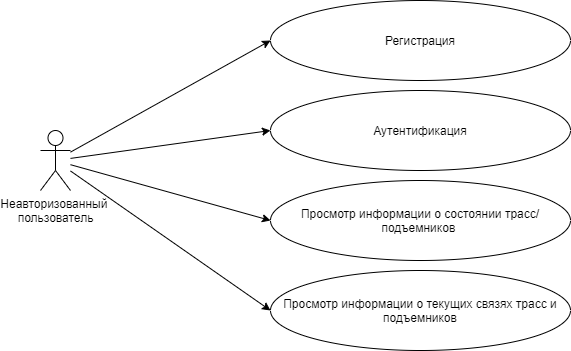 Регистрация
Аутентификация
Неавторизованный
пользователь
Просмотр информации о состоянии трасс/
подъемников
Просмотр информации о текущих связях трасс и
подъемников